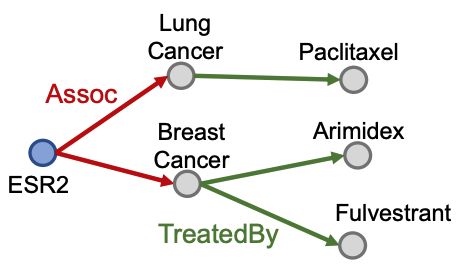 Lung
Cancer
Paclitaxel
Assoc
Breast
Cancer
Arimidex
ESR2
Fulvestrant
TreatedBy